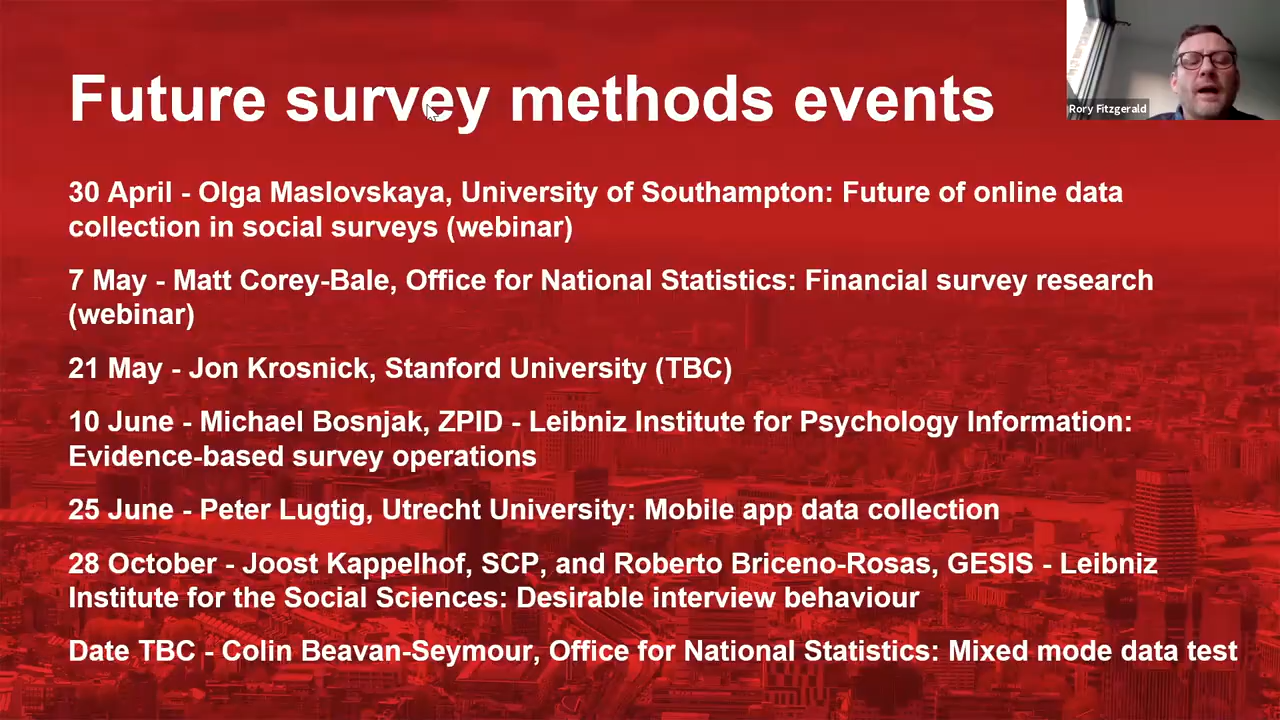 Future survey methods events
Rory Fitzgerald
30 April - Olga Maslovskaya, University of Southampton: Future of online data
collection in social surveys (webinar)
7 May - Matt Corey-Bale, Office for National Statistics: Financial survey research
(webinar)
21 May - Jon Krosnick, Stanford University (TBC)
10 June - Michael Bosnjak, ZPID - Leibniz Institute for Psychology Information:
Evidence-based survey operations
25 June - Peter Lugtig, Utrecht University: Mobile app data collection
28 October - Joost Kappelhof, SCP, and Roberto Briceno-Rosas, GESIS - Leibniz
Institute for the Social Sciences: Desirable interview behaviour
Date TBC - Colin Beavan-Seymour, Office for National Statistics: Mixed mode data test